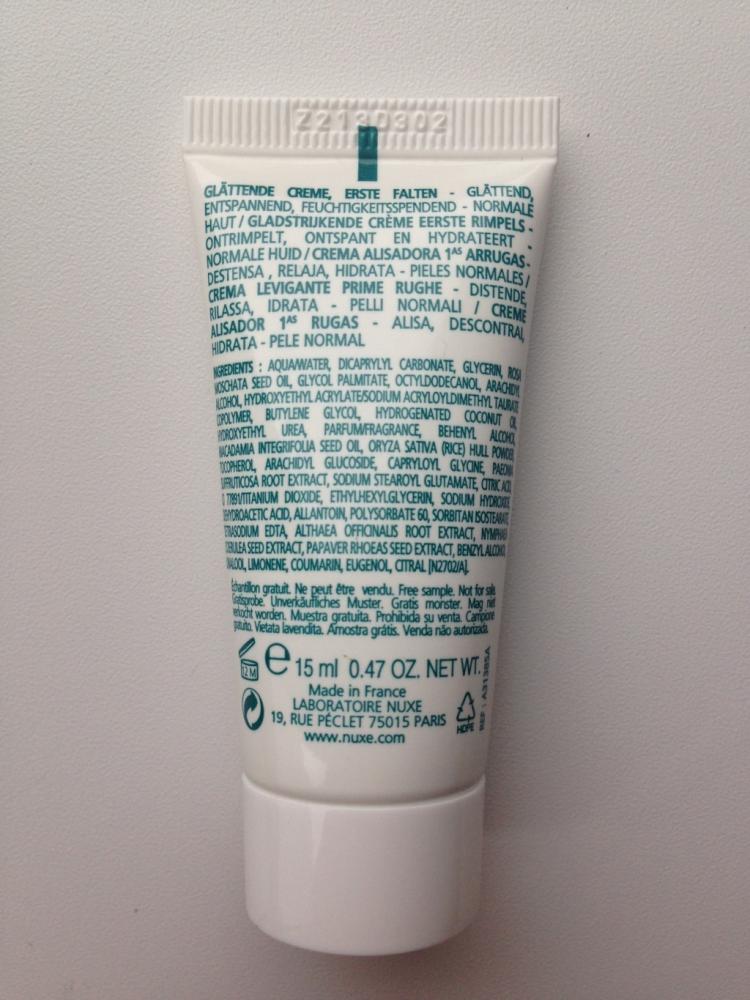 Z2130302
GLÄTTENDE CREME, ERSTE FALTEN - GLÄTTEND,
ENTSPANNEND, FEUCHTIGKEITSSPENDEND - NORMALE
HAUT / GLADSTRIJKENDE CRÈME EERSTE RIMPELS -
ONTRIMPELT, ONTSPANT EN HYDRATEERT -
NORMALE HUID / CREMA ALISADORA 1AS ARRUGAS -
DESTENSA , RELAJA, HIDRATA - PIELES NORMALES /
CREMA LEVIGANTE PRIME RUGHE - DISTENDE,
RILASSA, IDRATA - PELLI NORMALI / CREME
ALISADOR 1AS RUGAS - ALISA, DESCONTRAI,
HIDRATA - PELE NORMAL
INGREDIENTS : AQUA/WATER, DICAPRYLYL CARBONATE, GLYCERIN, ROSA
MOSCHATA SEED OIL, GLYCOL PALMITATE, OCTYLDODECANOL, ARACHIDYL
ALCOHOL, HYDROXYETHYL ACRYLATE/SODIUM ACRYLOYLDIMETHYL TAURATE
COPOLYMER, BUTYLENE GLYCOL, HYDROGENATED COCONUT OIL,
HYDROXYETHYL UREA, PARFUM/FRAGRANCE, BEHENYL ALCOHOL,
MACADAMIA INTEGRIFOLIA SEED OIL, ORYZA SATIVA (RICE) HULL POWDER,
TOCOPHEROL, ARACHIDYL GLUCOSIDE, CAPRYLOYL GLYCINE, PAEONIA
SUFFRUTICOSA ROOT EXTRACT, SODIUM STEAROYL GLUTAMATE, CITRIC ACID,
CI 77891/TITANIUM DIOXIDE, ETHYLHEXYLGLYCERIN, SODIUM HYDROXIDE,
DEHYDROACETIC ACID, ALLANTOIN, POLYSORBATE 60, SORBITAN ISOSTEARATE,
TETRASODIUM EDTA, ALTHAEA OFFICINALIS ROOT EXTRACT, NYMPHAEA
COERULEA SEED EXTRACT, PAPAVER RHOEAS SEED EXTRACT, BENZYL ALCOHOL,
LINALOOL, LIMONENE, COUMARIN, EUGENOL, CITRAL [N2702/A].
Échantillon gratuit. Ne peut être vendu. Free sample. Not for sale.
Gratisprobe. Unverkäufliches Muster. Gratis monster. Mag niet
verkocht worden. Muestra gratuita. Prohibida su venta. Campione
gratuito. Vietata lavendita. Amostra grátis. Venda não autorizada.
12 M e 15 ml 0.47 OZ. NET WT.
Made in France
LABORATOIRE NUXE
19, RUE PÉCLET 75015 PARIS
www.nuxe.com
HDPE
REF : A31385A